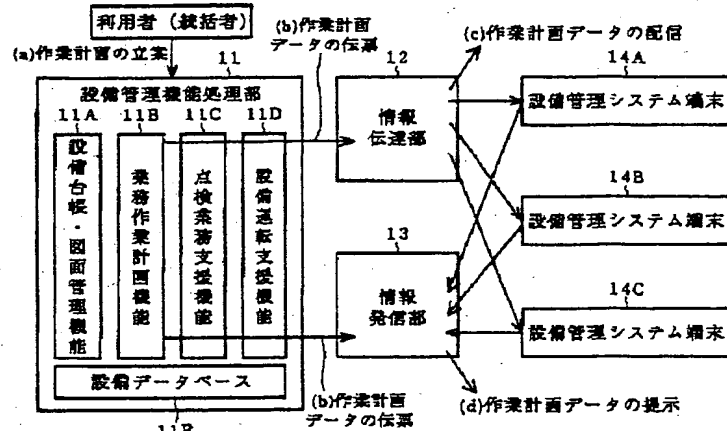 利用者(統括者)
(a)作業計画の立案
11
設備管理機能処理部
11A
11B
11C
11D
設備台帳・図面管理機能
業務作業計画機能
点検業務支援機能
設備運転支援機能
設備データベース
11E
(b)作業計画
データの伝票
(b)作業計画
データの伝票
(c)作業計画データの配信
12
情報
伝達部
13
情報
発信部
(d)作業計画データの提示
14A
設備管理システム端末
14B
設備管理システム端末
14C
設備管理システム端末